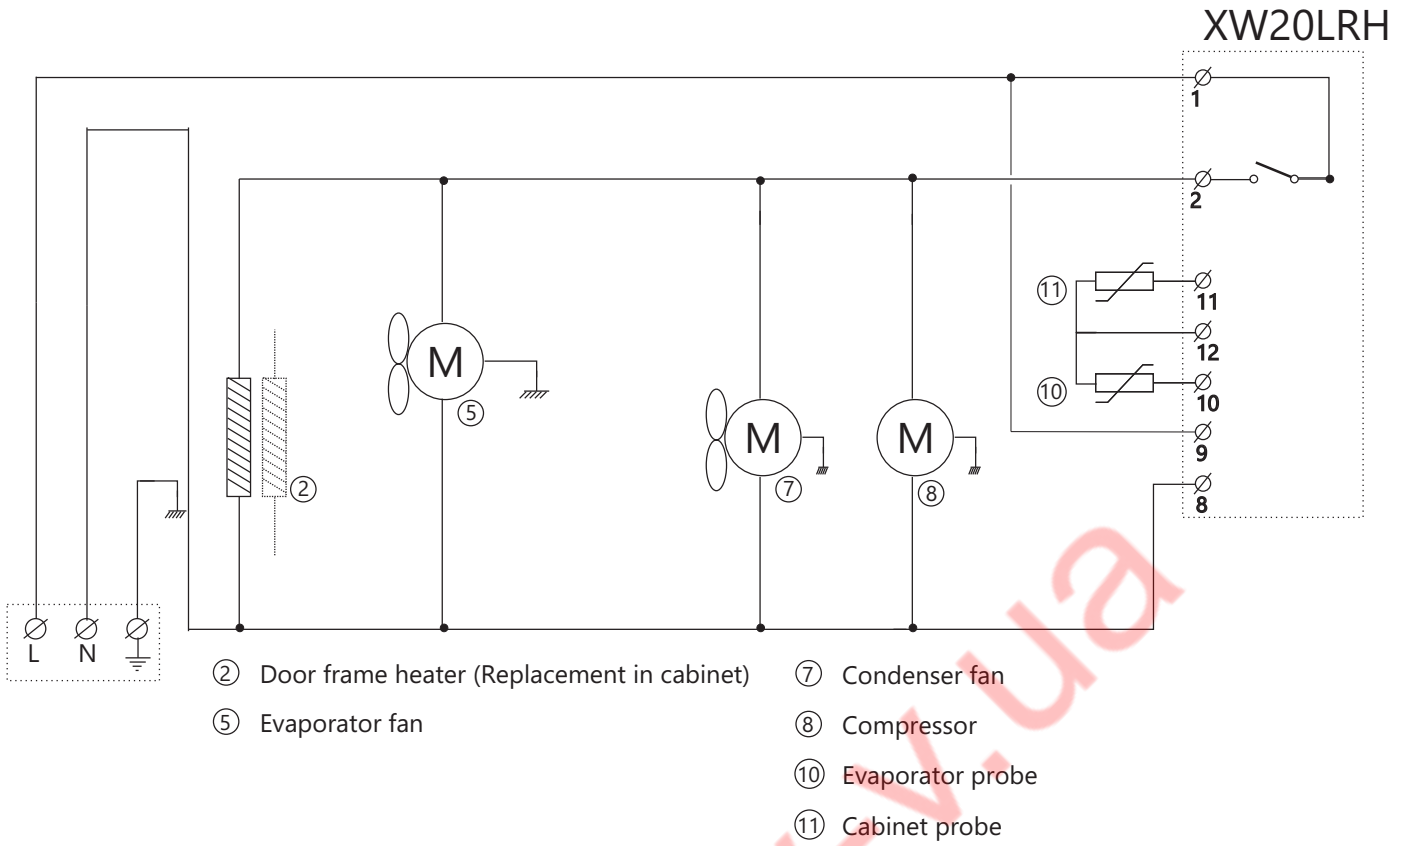 XW20LRH
1
2
11
11
12
10
10
9
8
M
5
M
7
M
8
2
L N
2 Door frame heater (Replacement in cabinet)
5 Evaporator fan
7 Condenser fan
8 Compressor
10 Evaporator probe
11 Cabinet probe
v.ua